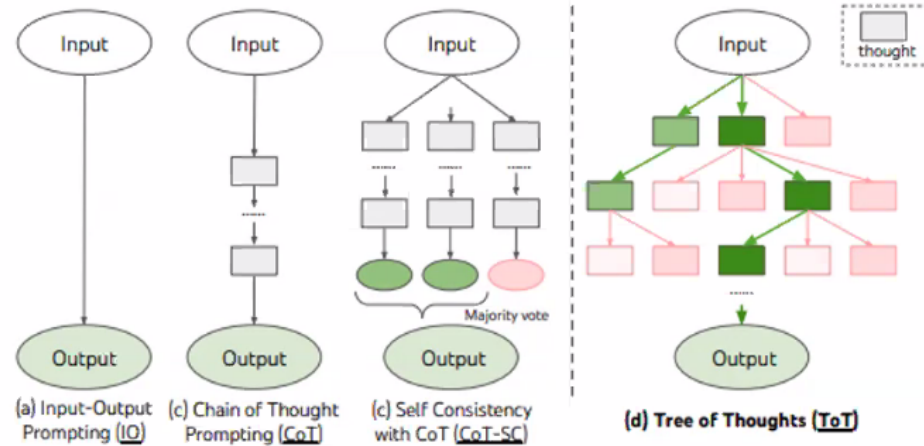 Input
Input
Input
Input
thought
......
......
......
......
Majority vote
......
Output
Output
Output
Output
(a) Input-Output
Prompting (IO)
(c) Chain of Thought
Prompting (CoT)
(c) Self Consistency
with CoT (CoT-SC)
(d) Tree of Thoughts (ToT)